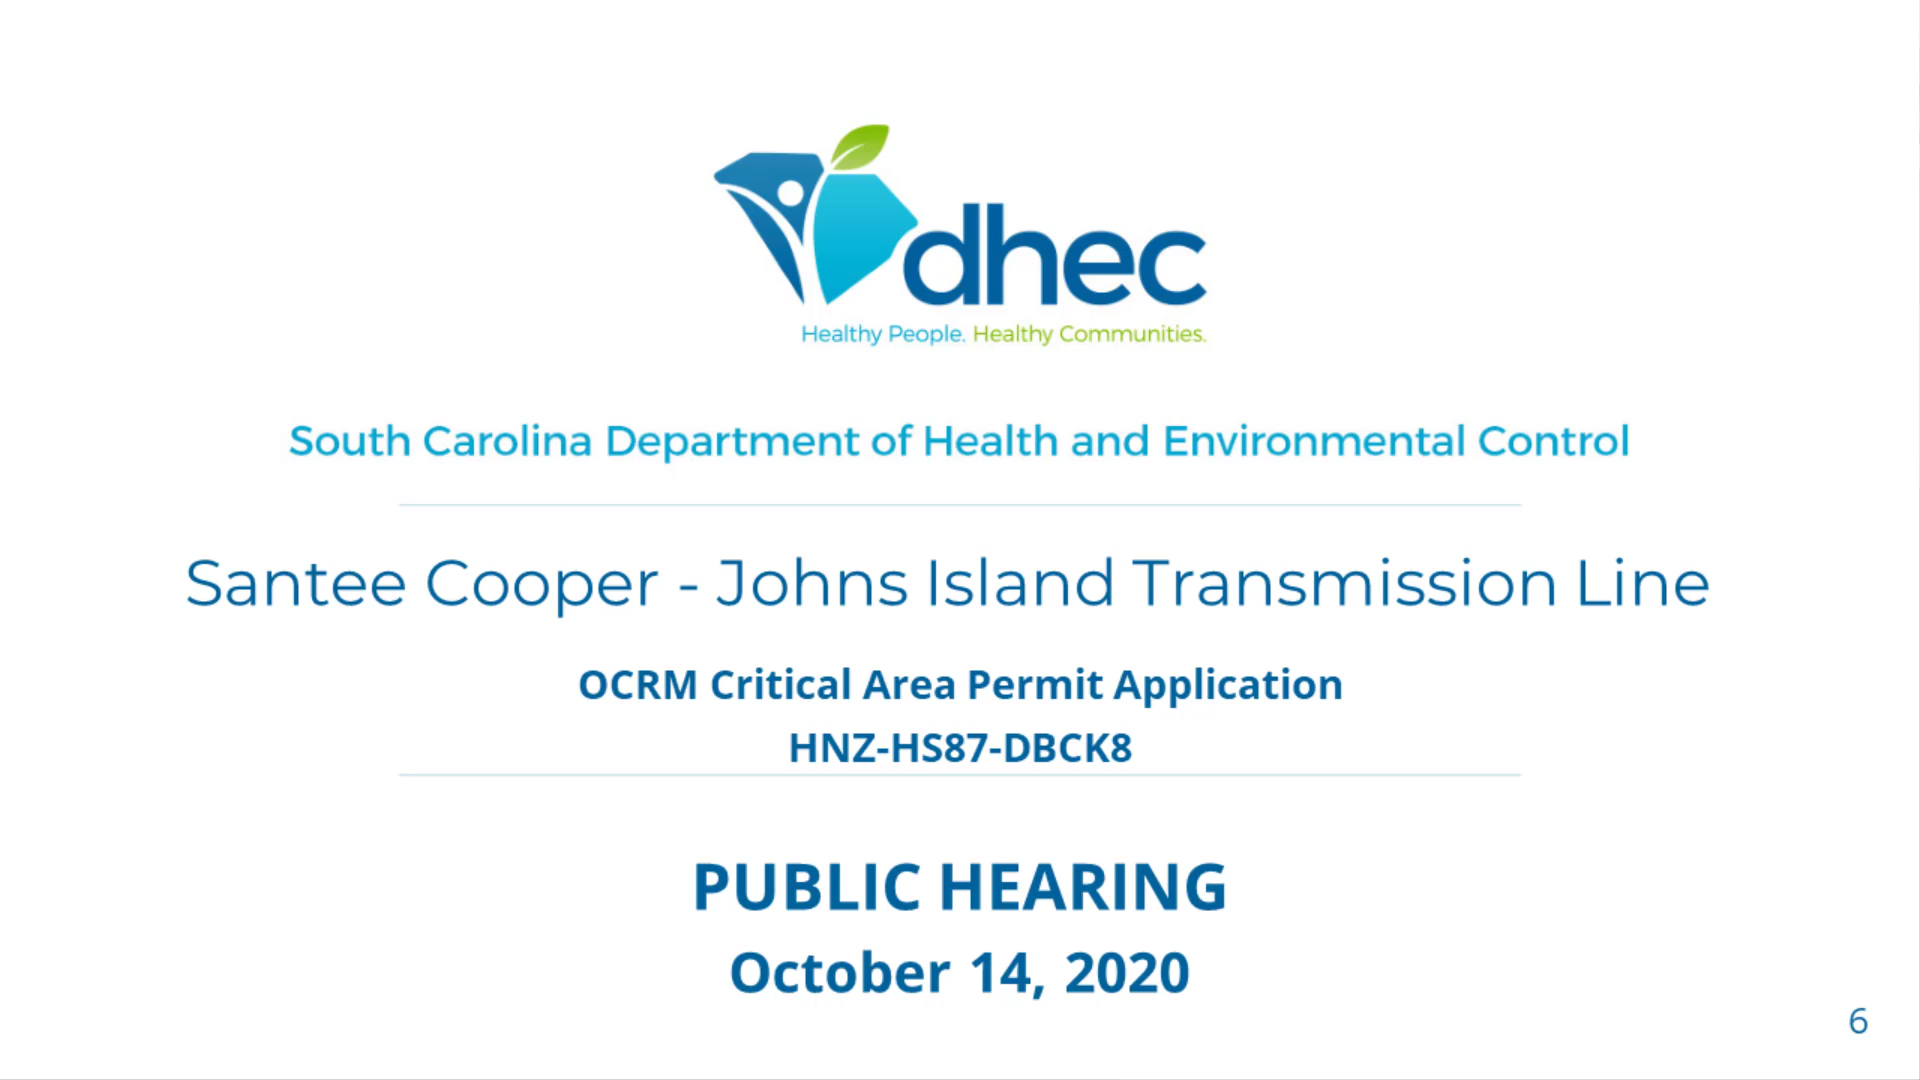 dhec
Healthy People. Healthy Communities.
South Carolina Department of Health and Environmental Control
Santee Cooper - Johns Island Transmission Line
OCRM Critical Area Permit Application
HNZ-HS87-DBCK8
PUBLIC HEARING
October 14, 2020
6